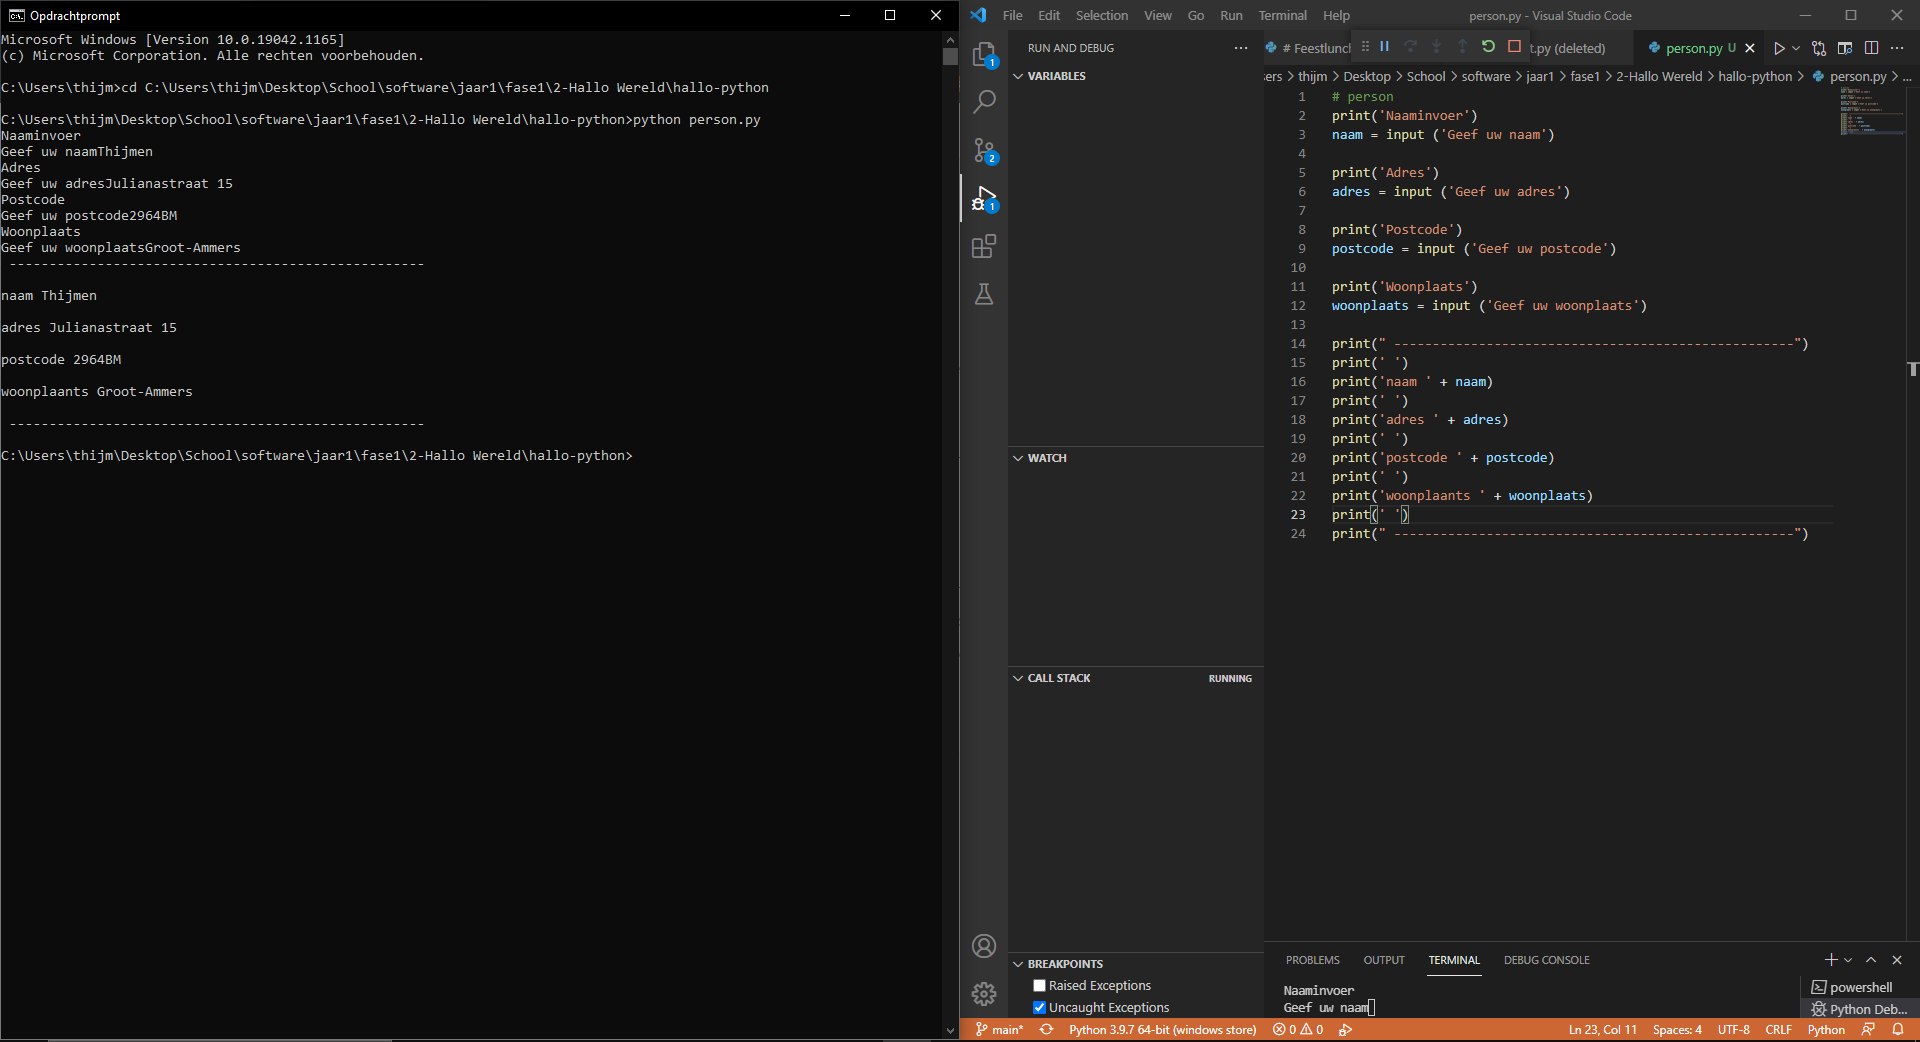 Opdrachtprompt
Microsoft Windows [Version 10.0.19042.1165]
(c) Microsoft Corporation. Alle rechten voorbehouden.
C:\Users\thijm>cd C:\Users\thijm\Desktop\School\software\jaar1\fase1\2-Hallo Wereld\hallo-python
C:\Users\thijm\Desktop\School\software\jaar1\fase1\2-Hallo Wereld\hallo-python>python person.py
Naaminvoer
Geef uw naamThijmen
Adres
Geef uw adresJulianastraat 15
Postcode
Geef uw postcode2964BM
Woonplaats
Geef uw woonplaatsGroot-Ammers
----------------------------------------------------
naam Thijmen
adres Julianastraat 15
postcode 2964BM
woonplaants Groot-Ammers
----------------------------------------------------
C:\Users\thijm\Desktop\School\software\jaar1\fase1\2-Hallo Wereld\hallo-python>
File Edit Selection View Go Run Terminal Help person.py - Visual Studio Code
RUN AND DEBUG ···
VARIABLES
WATCH
CALL STACK RUNNING
BREAKPOINTS
Raised Exceptions
Uncaught Exceptions
1
2
1
# Feestlunch t.py (deleted) person.py U
sers > thijm > Desktop > School > software > jaar1 > fase1 > 2-Hallo Wereld > hallo-python > person.py > ...
1 # person
2 print('Naaminvoer')
3 naam = input ('Geef uw naam')
4
5 print('Adres')
6 adres = input ('Geef uw adres')
7
8 print('Postcode')
9 postcode = input ('Geef uw postcode')
10
11 print('Woonplaats')
12 woonplaats = input ('Geef uw woonplaats')
13
14 print(" ----------------------------------------------------")
15 print(' ')
16 print('naam ' + naam)
17 print(' ')
18 print('adres ' + adres)
19 print(' ')
20 print('postcode ' + postcode)
21 print(' ')
22 print('woonplaants ' + woonplaats)
23 print(' ')
24 print(" ----------------------------------------------------")
PROBLEMS OUTPUT TERMINAL DEBUG CONSOLE
Naaminvoer
Geef uw naam
powershell
Python Deb...
main* Python 3.9.7 64-bit (windows store) 0 0 Ln 23, Col 11 Spaces: 4 UTF-8 CRLF Python